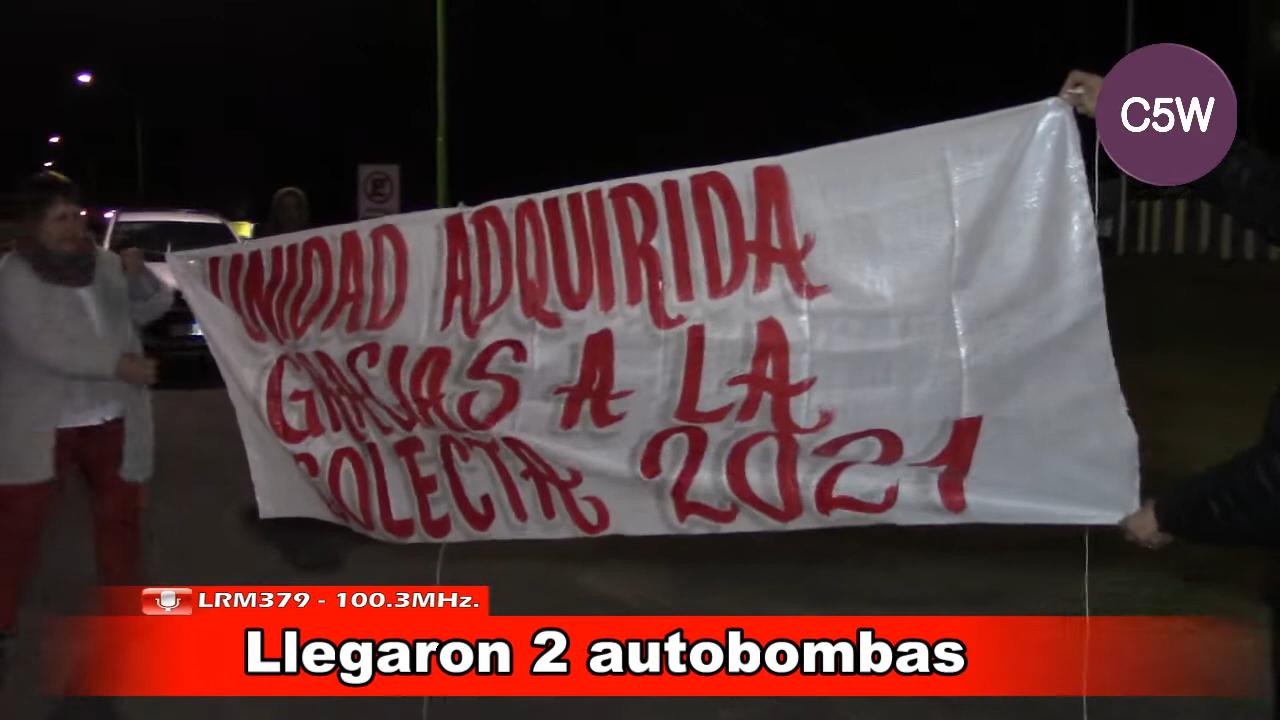 C5W
UNIDAD ADQUIRIDA
GRACIAS A LA
COLECTA 2021
LRM379 - 100.3MHz.
Llegaron 2 autobombas